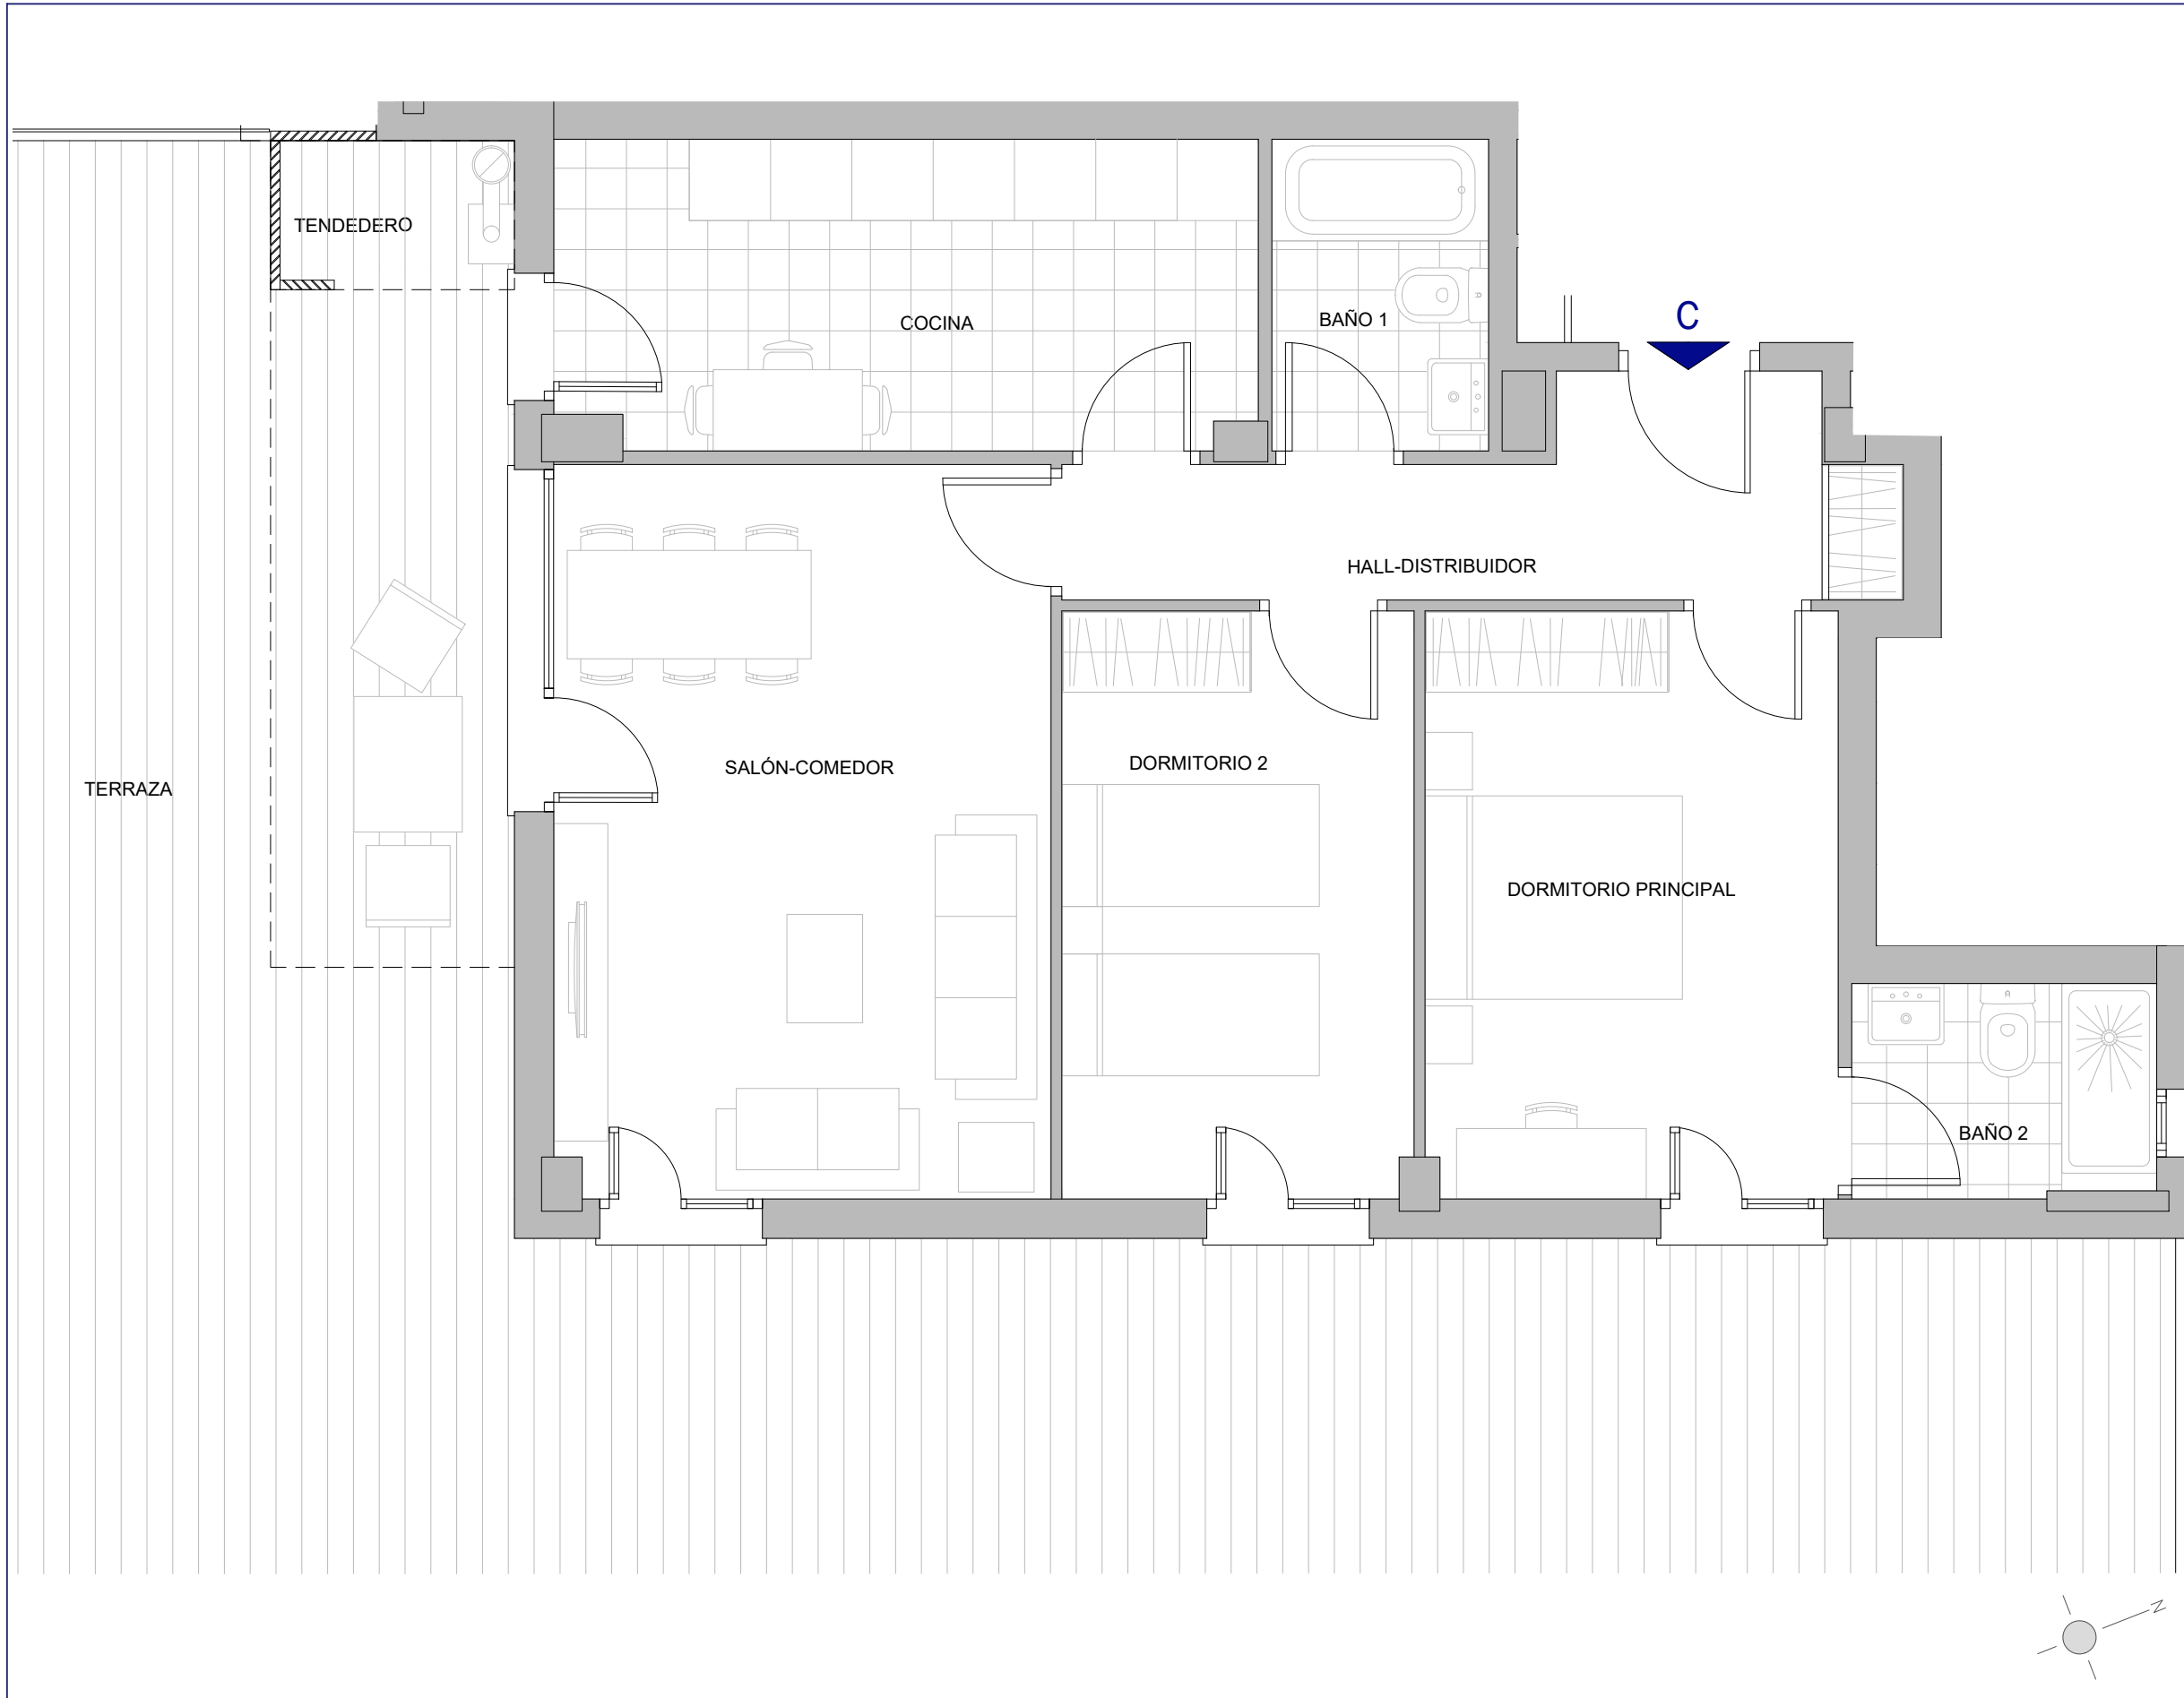 TENDEDERO
COCINA
BAÑO 1
C
HALL-DISTRIBUIDOR
TERRAZA
SALÓN-COMEDOR
DORMITORIO 2
DORMITORIO PRINCIPAL
BAÑO 2
N